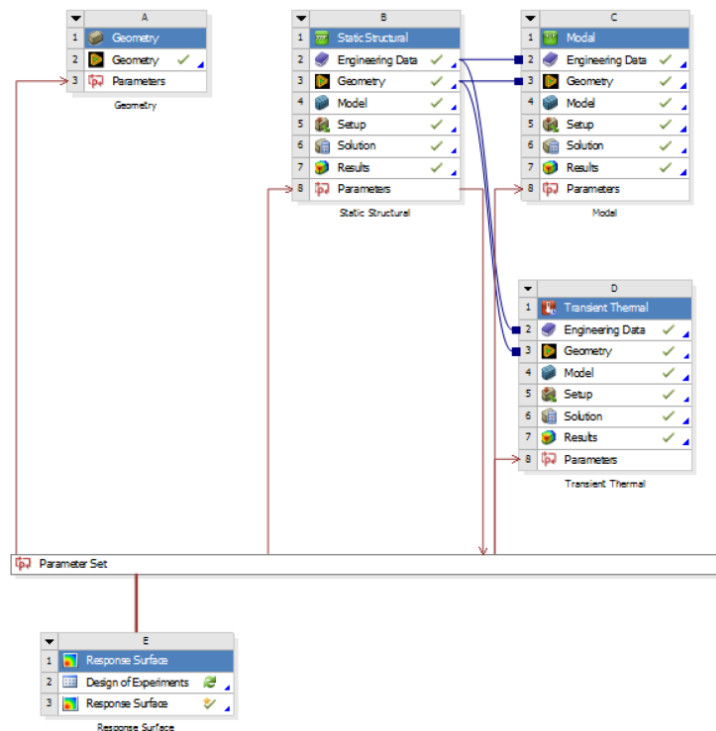 A
1 Geometry
2 Geometry
3 Parameters
Geometry
B
1 Static Structural
2 Engineering Data
3 Geometry
4 Model
5 Setup
6 Solution
7 Results
8 Parameters
Static Structural
C
1 Modal
2 Engineering Data
3 Geometry
4 Model
5 Setup
6 Solution
7 Results
8 Parameters
Modal
D
1 Transient Thermal
2 Engineering Data
3 Geometry
4 Model
5 Setup
6 Solution
7 Results
8 Parameters
Transient Thermal
Parameter Set
E
1 Response Surface
2 Design of Experiments
3 Response Surface
Response Surface